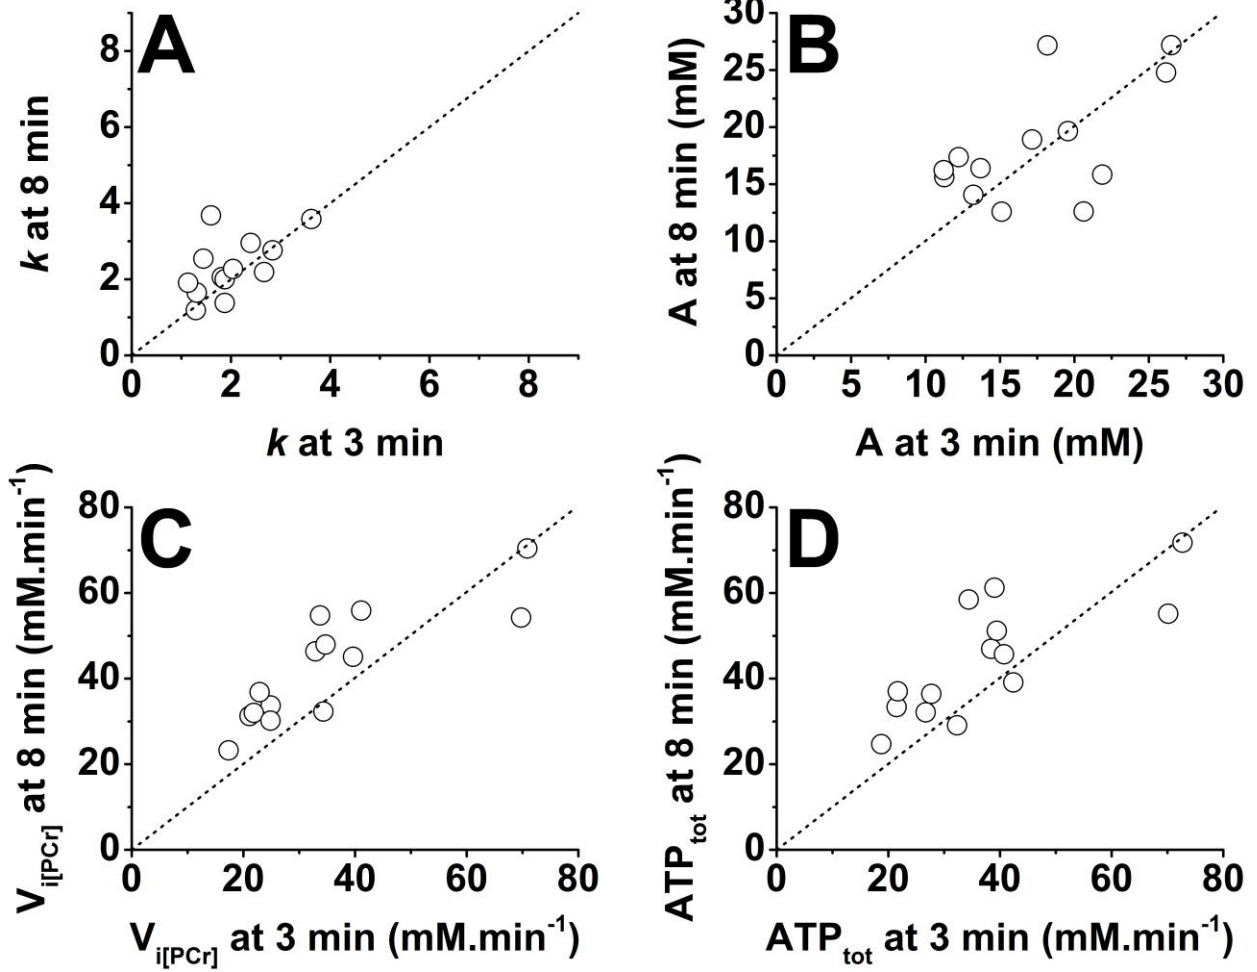 A
k at 8 min
8
6
4
2
0
0 2 4 6 8
k at 3 min
B
A at 8 min (mM)
30
25
20
15
10
5
0
0 5 10 15 20 25 30
A at 3 min (mM)
C
V_i[PCr] at 8 min (mM.min⁻¹)
80
60
40
20
0
0 20 40 60 80
V_i[PCr] at 3 min (mM.min⁻¹)
D
ATP_tot at 8 min (mM.min⁻¹)
80
60
40
20
0
0 20 40 60 80
ATP_tot at 3 min (mM.min⁻¹)